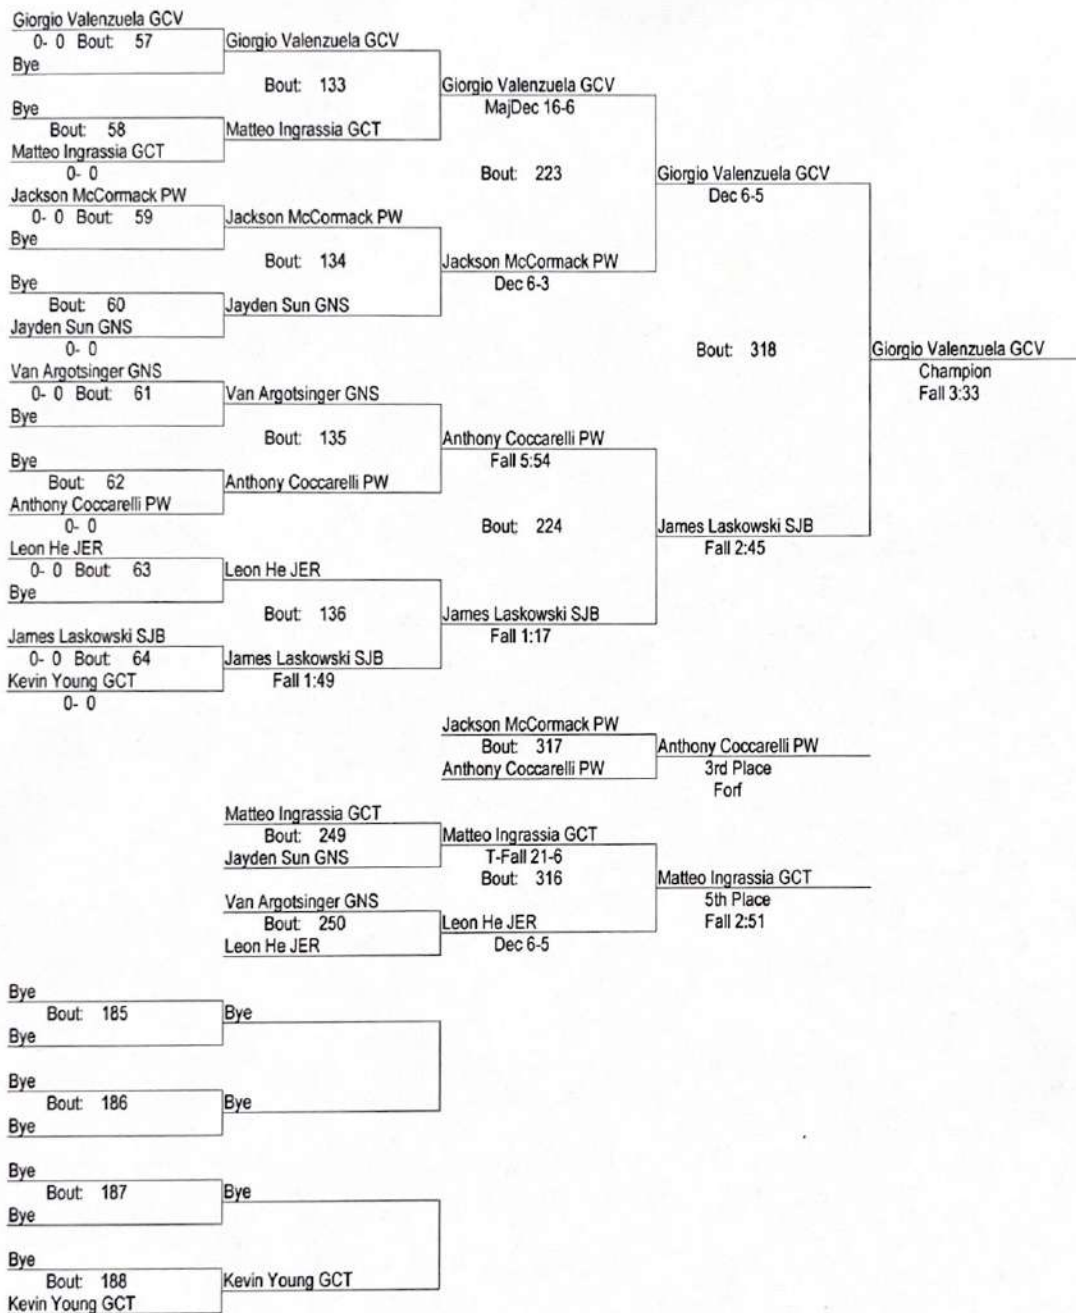 Giorgio Valenzuela GCV
0- 0 Bout: 57
Bye
Bye
Bout: 58
Matteo Ingrassia GCT
0- 0
Jackson McCormack PW
0- 0 Bout: 59
Bye
Bye
Bout: 60
Jayden Sun GNS
0- 0
Van Argotsinger GNS
0- 0 Bout: 61
Bye
Bye
Bout: 62
Anthony Coccarelli PW
0- 0
Leon He JER
0- 0 Bout: 63
Bye
James Laskowski SJB
0- 0 Bout: 64
Kevin Young GCT
0- 0
Giorgio Valenzuela GCV
Bout: 133
Matteo Ingrassia GCT
Jackson McCormack PW
Bout: 134
Jayden Sun GNS
Van Argotsinger GNS
Bout: 135
Anthony Coccarelli PW
Leon He JER
Bout: 136
James Laskowski SJB
Fall 1:49
Giorgio Valenzuela GCV
MajDec 16-6
Bout: 223
Jackson McCormack PW
Dec 6-3
Anthony Coccarelli PW
Fall 5:54
Bout: 224
James Laskowski SJB
Fall 1:17
Giorgio Valenzuela GCV
Dec 6-5
Bout: 318
James Laskowski SJB
Fall 2:45
Giorgio Valenzuela GCV
Champion
Fall 3:33
Jackson McCormack PW
Bout: 317
Anthony Coccarelli PW
Anthony Coccarelli PW
3rd Place
Forf
Matteo Ingrassia GCT
Bout: 249
Jayden Sun GNS
Van Argotsinger GNS
Bout: 250
Leon He JER
Matteo Ingrassia GCT
T-Fall 21-6
Bout: 316
Leon He JER
Dec 6-5
Matteo Ingrassia GCT
5th Place
Fall 2:51
Bye
Bout: 185
Bye
Bye
Bout: 186
Bye
Bye
Bout: 187
Bye
Bye
Bout: 188
Kevin Young GCT
Bye
Bye
Bye
Kevin Young GCT